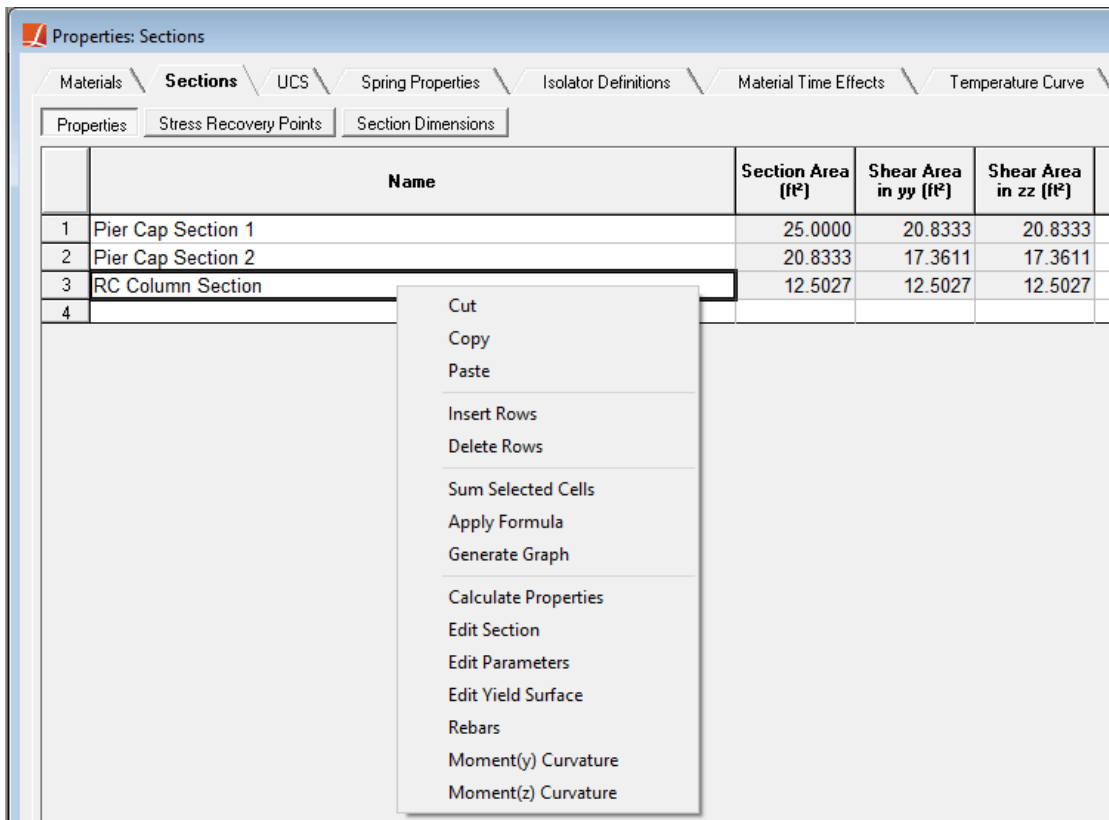 Properties: Sections
Materials Sections UCS Spring Properties Isolator Definitions Material Time Effects Temperature Curve
Properties Stress Recovery Points Section Dimensions
Name Section Area (ft²) Shear Area in yy (ft²) Shear Area in zz (ft²)
1 Pier Cap Section 1 25.0000 20.8333 20.8333
2 Pier Cap Section 2 20.8333 17.3611 17.3611
3 RC Column Section 12.5027 12.5027 12.5027
4
Cut
Copy
Paste
Insert Rows
Delete Rows
Sum Selected Cells
Apply Formula
Generate Graph
Calculate Properties
Edit Section
Edit Parameters
Edit Yield Surface
Rebars
Moment(y) Curvature
Moment(z) Curvature